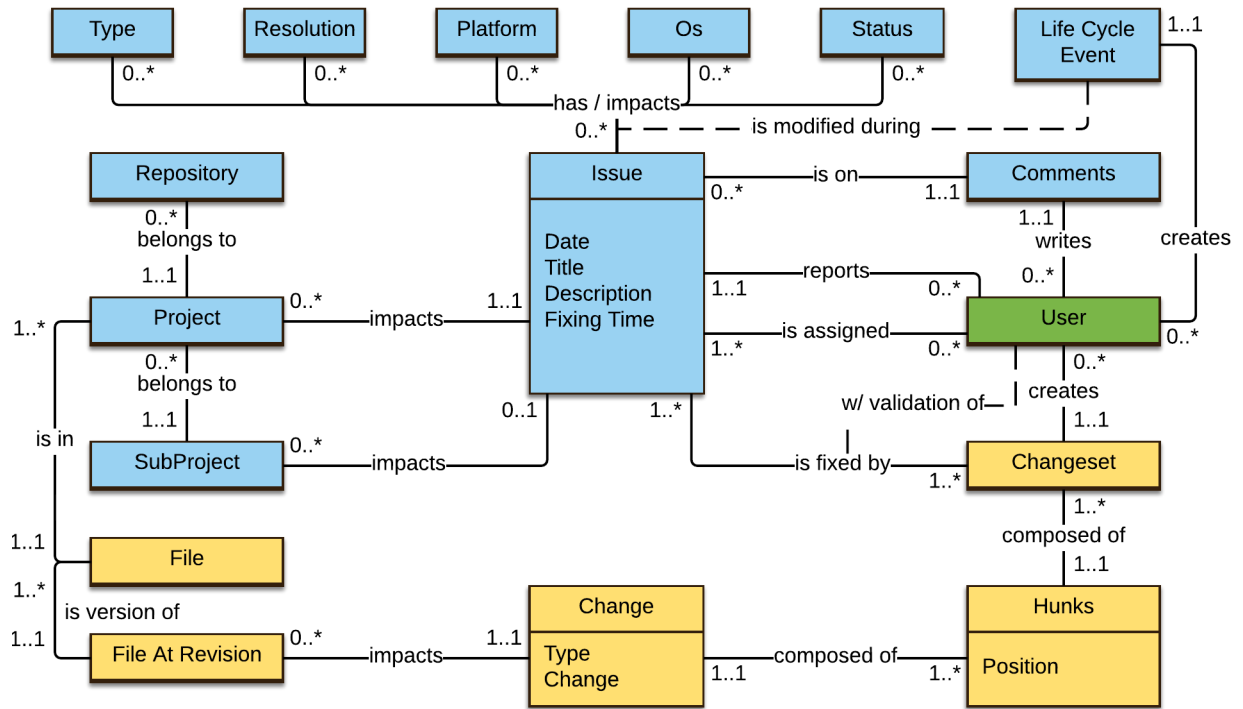 Type
Resolution
Platform
Os
Status
Life Cycle
Event
1..1
0..*
0..*
0..*
0..*
0..*
has / impacts
0..*
is modified during
Repository
Issue
Comments
0..*
is on
1..1
0..*
belongs to
1..1
Date
Title
Description
Fixing Time
1..1
writes
0..*
creates
reports
1..1
0..*
Project
0..*
impacts
1..1
User
1..*
is assigned
1..*
0..*
0..*
0..*
belongs to
1..1
0..*
creates
1..1
w/ validation of
0..1
1..*
is in
SubProject
0..*
impacts
is fixed by
1..*
Changeset
1..*
composed of
1..1
1..1
File
1..*
is version of
1..1
File At Revision
0..*
impacts
1..1
Change
Type
Change
1..1
composed of
1..*
Hunks
Position